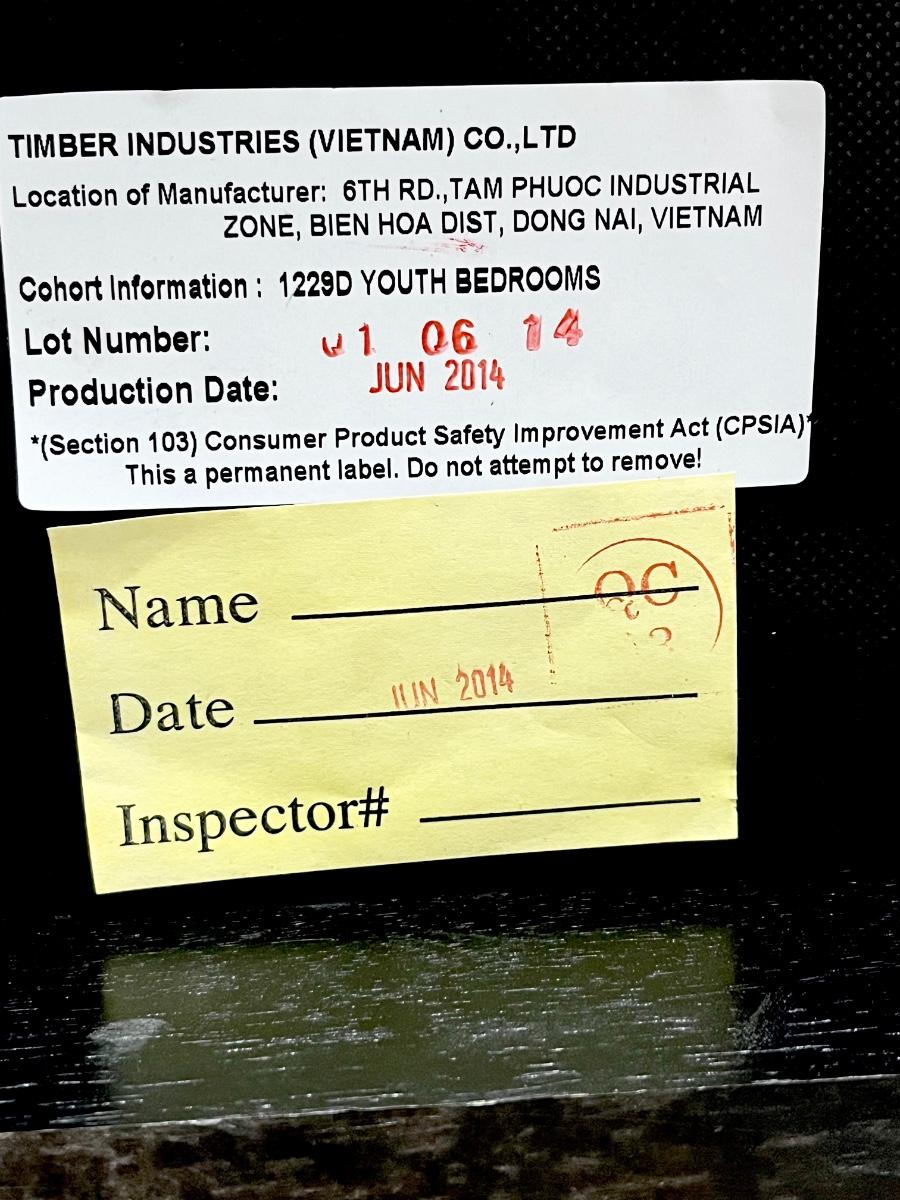 TIMBER INDUSTRIES (VIETNAM) CO.,LTD
Location of Manufacturer: 6TH RD.,TAM PHUOC INDUSTRIAL
ZONE, BIEN HOA DIST, DONG NAI, VIETNAM
Cohort Information : 1229D YOUTH BEDROOMS
Lot Number: 01 06 14
Production Date: JUN 2014
*(Section 103) Consumer Product Safety Improvement Act (CPSIA)*
This a permanent label. Do not attempt to remove!
QC
Name
Date JUN 2014
Inspector#